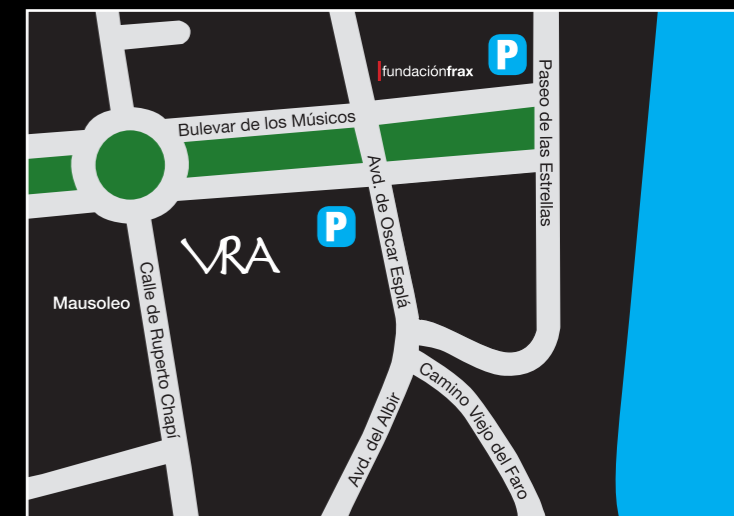 fundaciónfrax
P
Paseo de las Estrellas
Bulevar de los Músicos
Avd. de Oscar Esplá
P
VRA
Mausoleo
Calle de Ruperto Chapí
Avd. del Albir
Camino Viejo del Faro